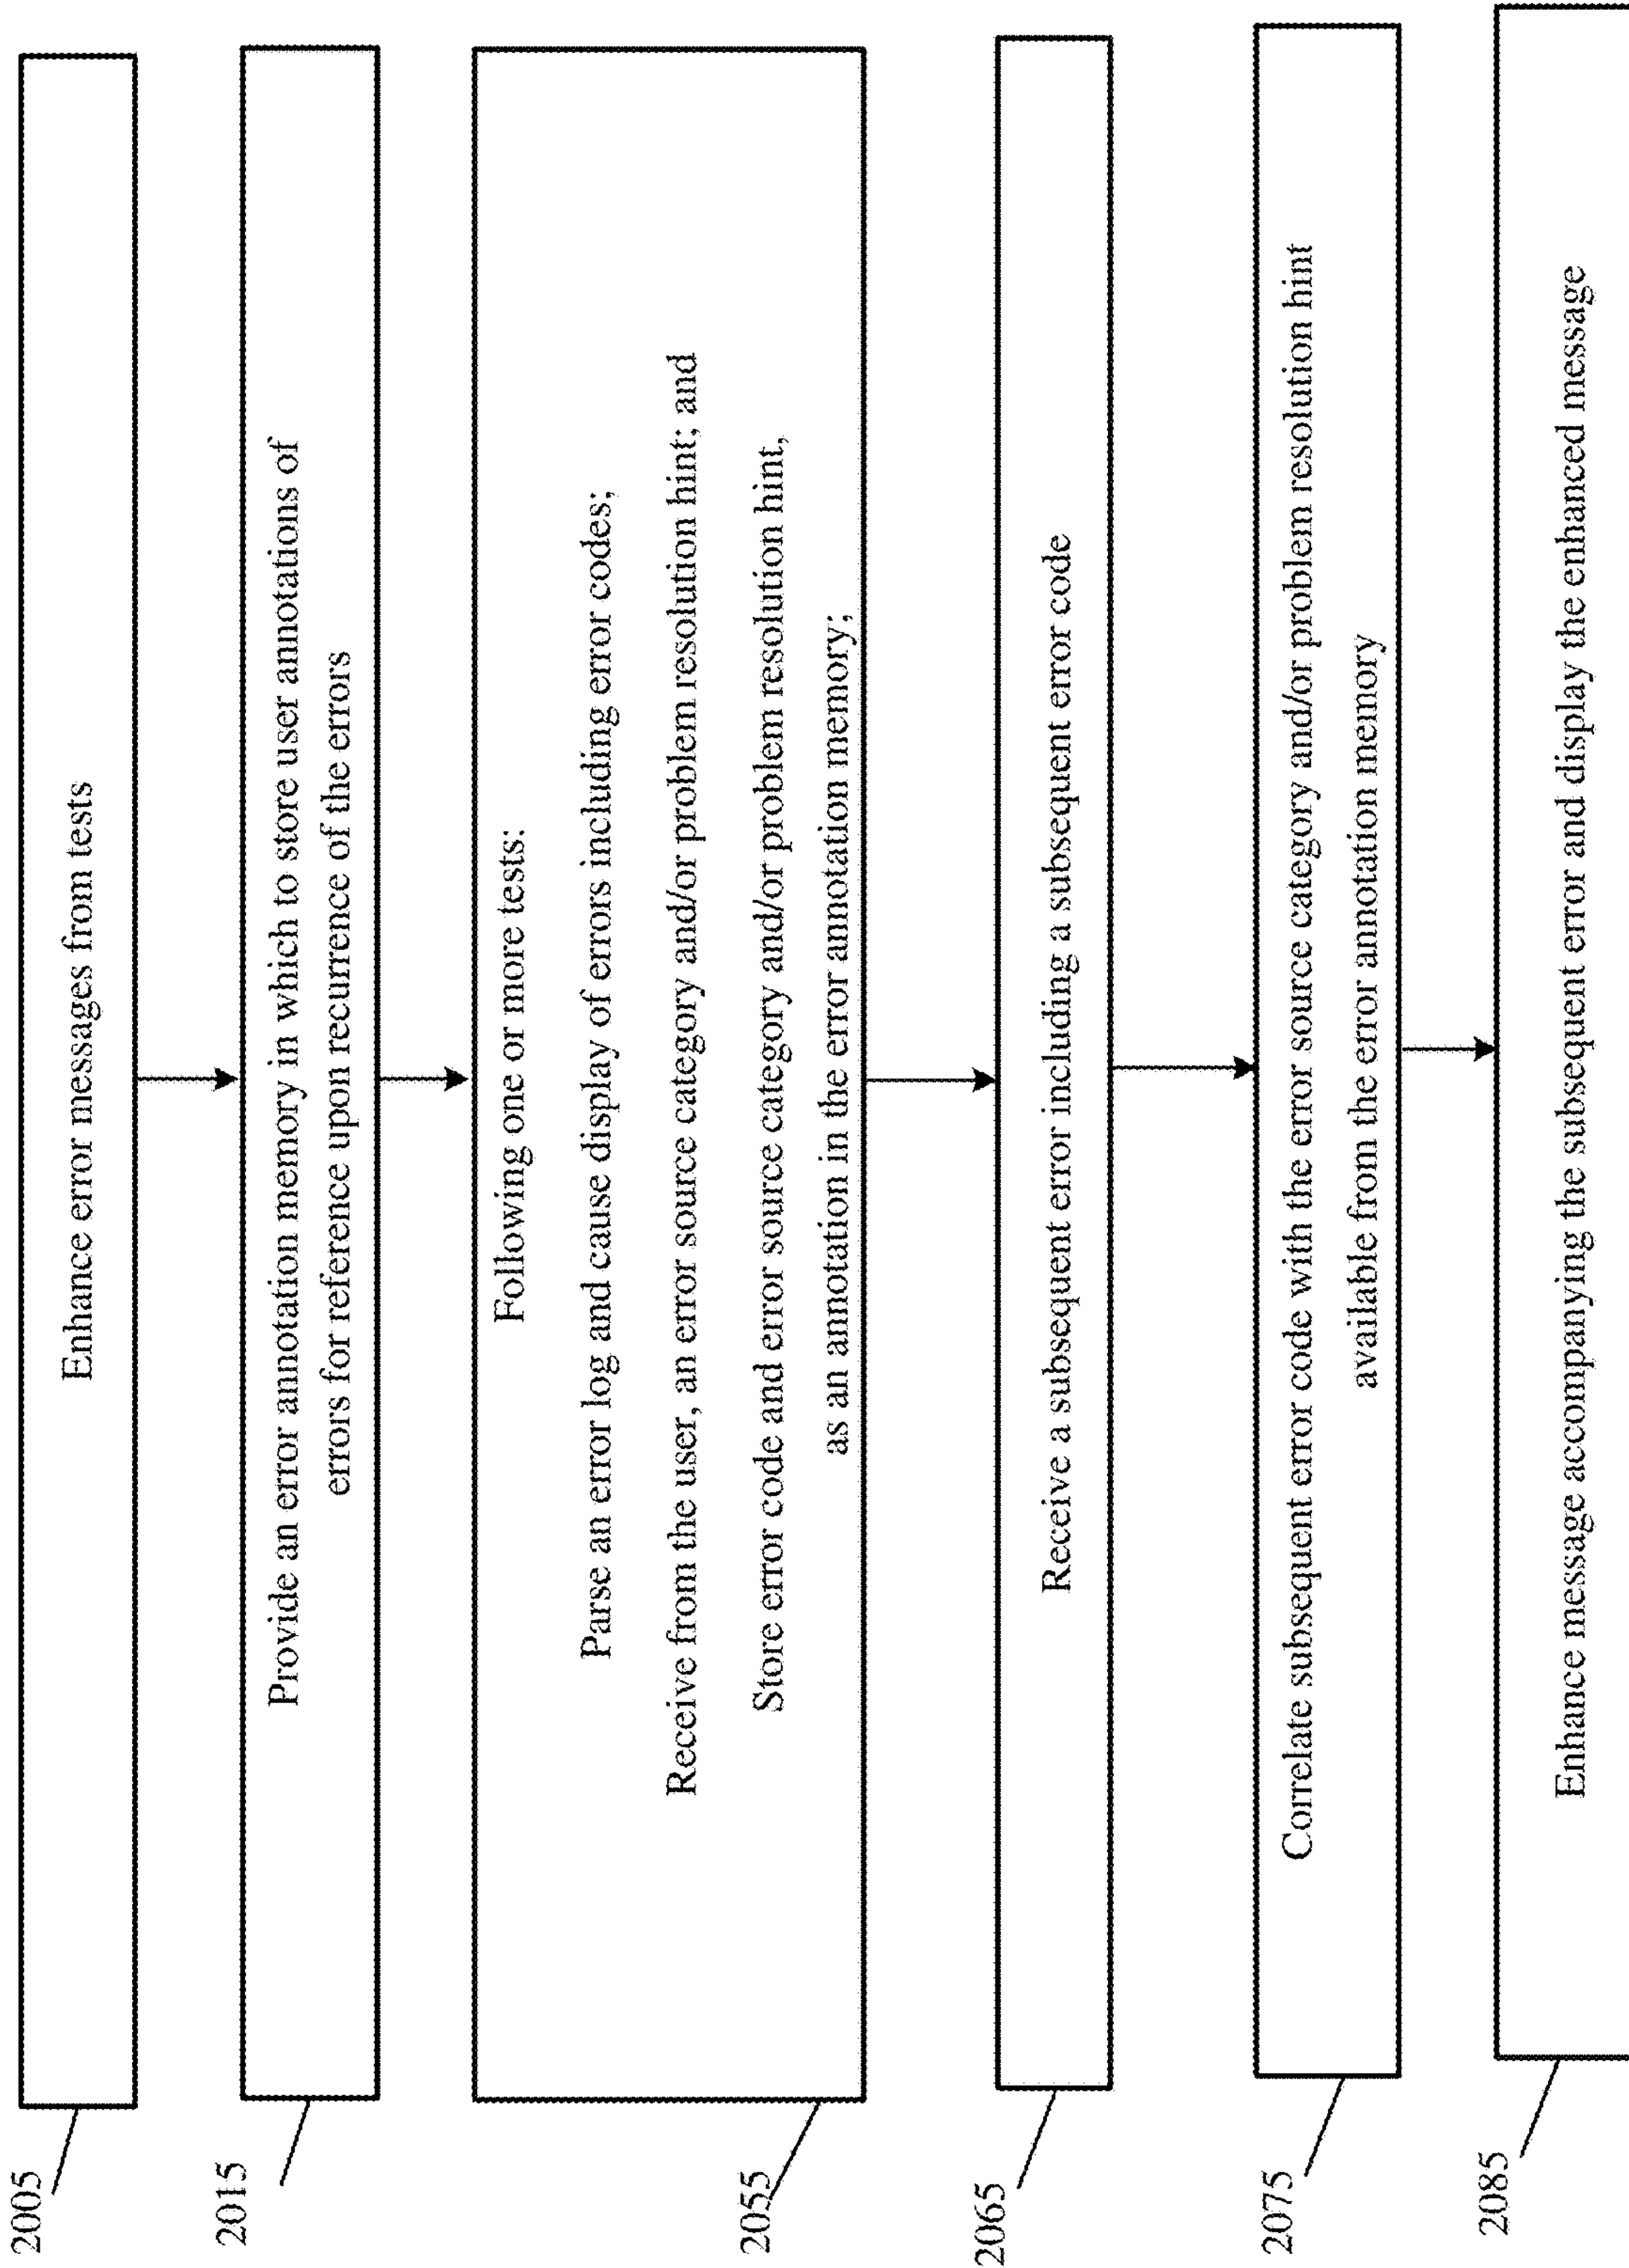 2005
Enhance error messages from tests
2015
Provide an error annotation memory in which to store user annotations of
errors for reference upon recurrence of the errors
2055
Following one or more tests:
Parse an error log and cause display of errors including error codes;
Receive from the user, an error source category and/or problem resolution hint; and
Store error code and error source category and/or problem resolution hint,
as an annotation in the error annotation memory;
2065
Receive a subsequent error including a subsequent error code
2075
Correlate subsequent error code with the error source category and/or problem resolution hint
available from the error annotation memory
2085
Enhance message accompanying the subsequent error and display the enhanced message